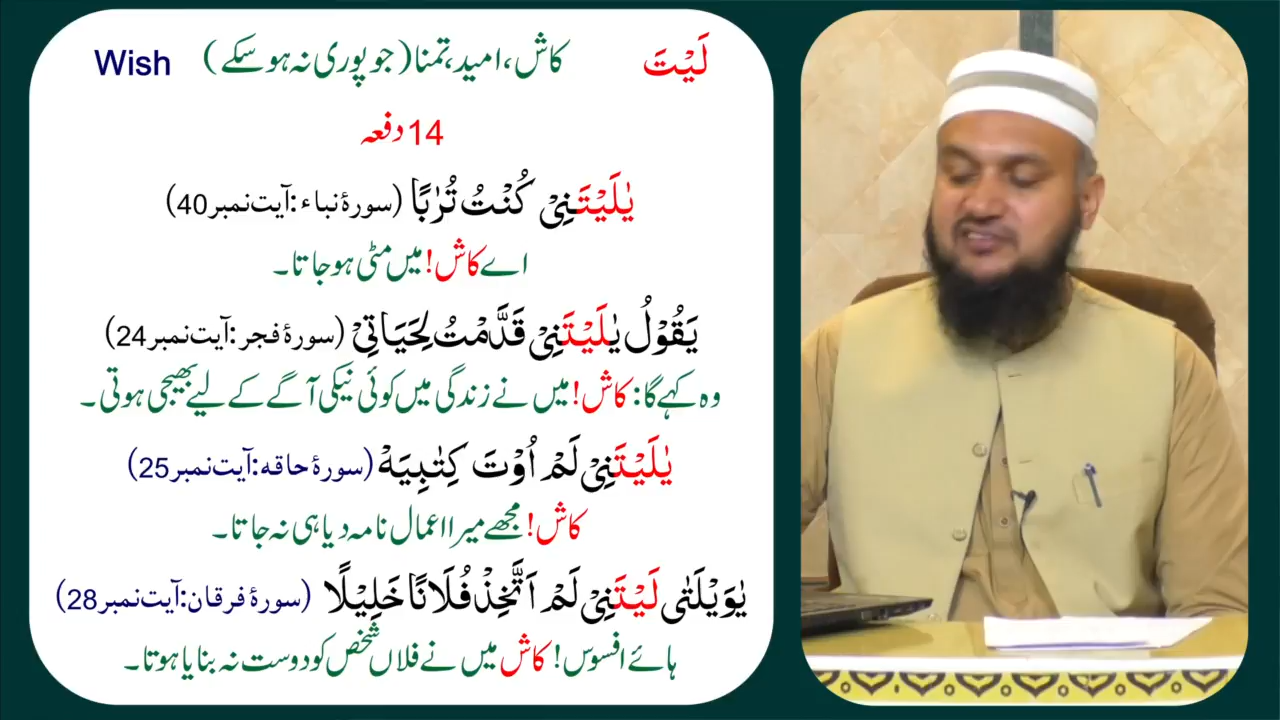 لَیْتَ کاش، امید، تمنا (جو پوری نہ ہو سکے) Wish
14 دفعہ
یٰلَیْتَنِیْ کُنْتُ تُرٰبًا (سورۂ نباء: آیت نمبر 40)
اے کاش! میں مٹی ہو جاتا۔
یَقُوْلُ یٰلَیْتَنِیْ قَدَّمْتُ لِحَیَاتِیْ (سورۂ فجر: آیت نمبر 24)
وہ کہے گا: کاش! میں نے زندگی میں کوئی نیکی آگے کے لیے بھیجی ہوتی۔
یٰلَیْتَنِیْ لَمْ اُوْتَ کِتٰبِیَهْ (سورۂ حاقہ: آیت نمبر 25)
کاش! مجھے میرا اعمال نامہ دیا ہی نہ جاتا۔
یٰوَیْلَتٰی لَیْتَنِیْ لَمْ اَتَّخِذْ فُلَانًا خَلِیْلًا (سورۂ فرقان: آیت نمبر 28)
ہائے افسوس! کاش میں نے فلاں شخص کو دوست نہ بنایا ہوتا۔